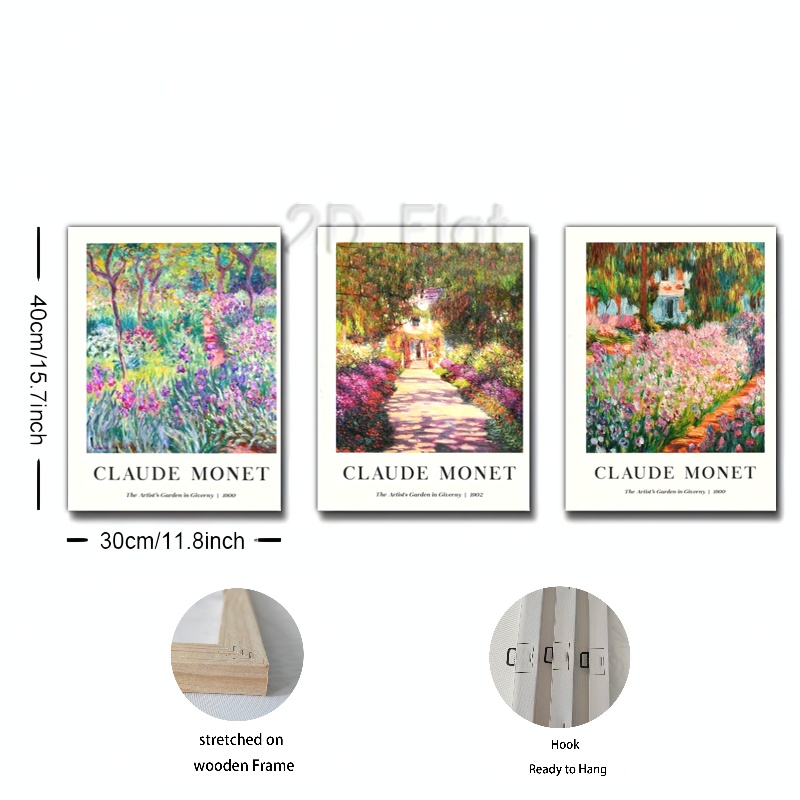 2P Flat
40cm/15.7inch
CLAUDE MONET
The Artist's Garden in Giverny | 1900
CLAUDE MONET
The Artist's Garden in Giverny | 1902
CLAUDE MONET
The Artist's Garden in Giverny | 1900
30cm/11.8inch
stretched on
wooden Frame
Hook
Ready to Hang